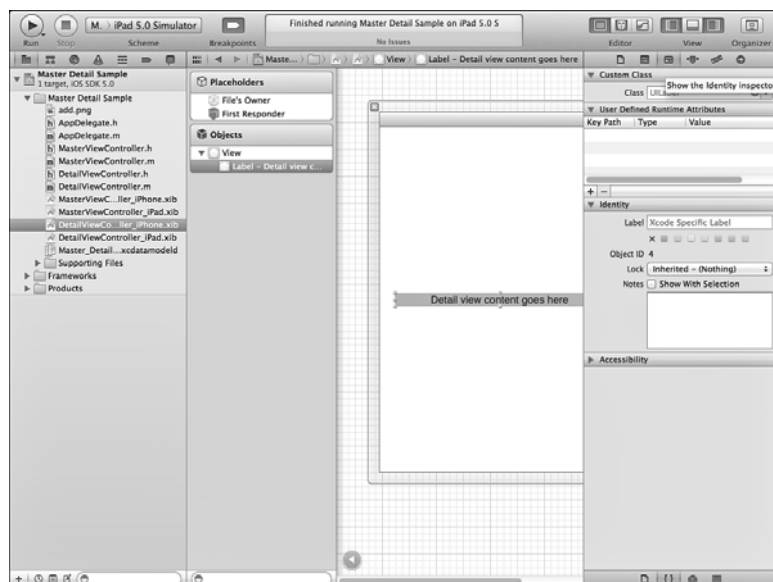 M... › iPad 5.0 Simulator
Finished running Master Detail Sample on iPad 5.0 S
No Issues
Run
Stop
Scheme
Breakpoints
Editor
View
Organizer
Maste...
View
Label – Detail view content goes here
Master Detail Sample
1 target, iOS SDK 5.0
Master Detail Sample
add.png
AppDelegate.h
AppDelegate.m
MasterViewController.h
MasterViewController.m
DetailViewController.h
DetailViewController.m
MasterViewC...ller_iPhone.xib
MasterViewController_iPad.xib
DetailViewCo...ller_iPhone.xib
DetailViewController_iPad.xib
Master_Detail...xcdatamodeld
Supporting Files
Frameworks
Products
Placeholders
File's Owner
First Responder
Objects
View
Label – Detail view c...
Detail view content goes here
Custom Class
Class
Show the Identity inspecto
User Defined Runtime Attributes
Key Path Type Value
Identity
Label Xcode Specific Label
Object ID 4
Lock Inherited – (Nothing)
Notes Show With Selection
Accessibility